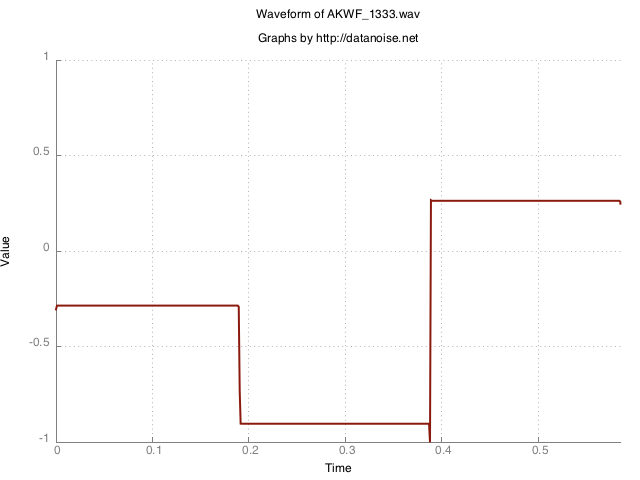 Waveform of AKWF_1333.wav
Graphs by http://datanoise.net
1
0.5
0
-0.5
-1
Value
0 0.1 0.2 0.3 0.4 0.5
Time